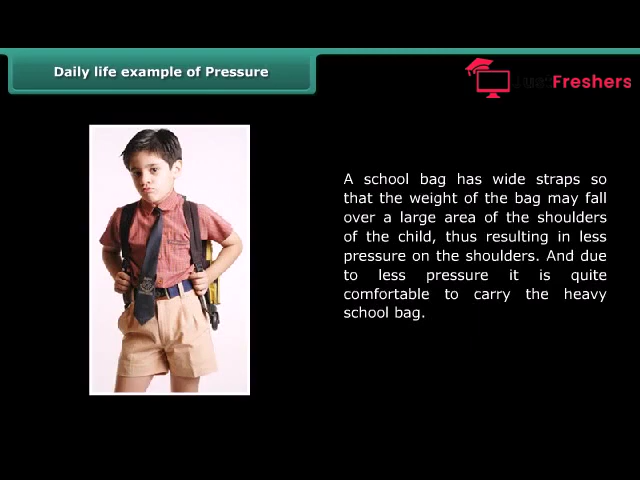 Daily life example of Pressure
Just Freshers
A school bag has wide straps so
that the weight of the bag may fall
over a large area of the shoulders
of the child, thus resulting in less
pressure on the shoulders. And due
to less pressure it is quite
comfortable to carry the heavy
school bag.